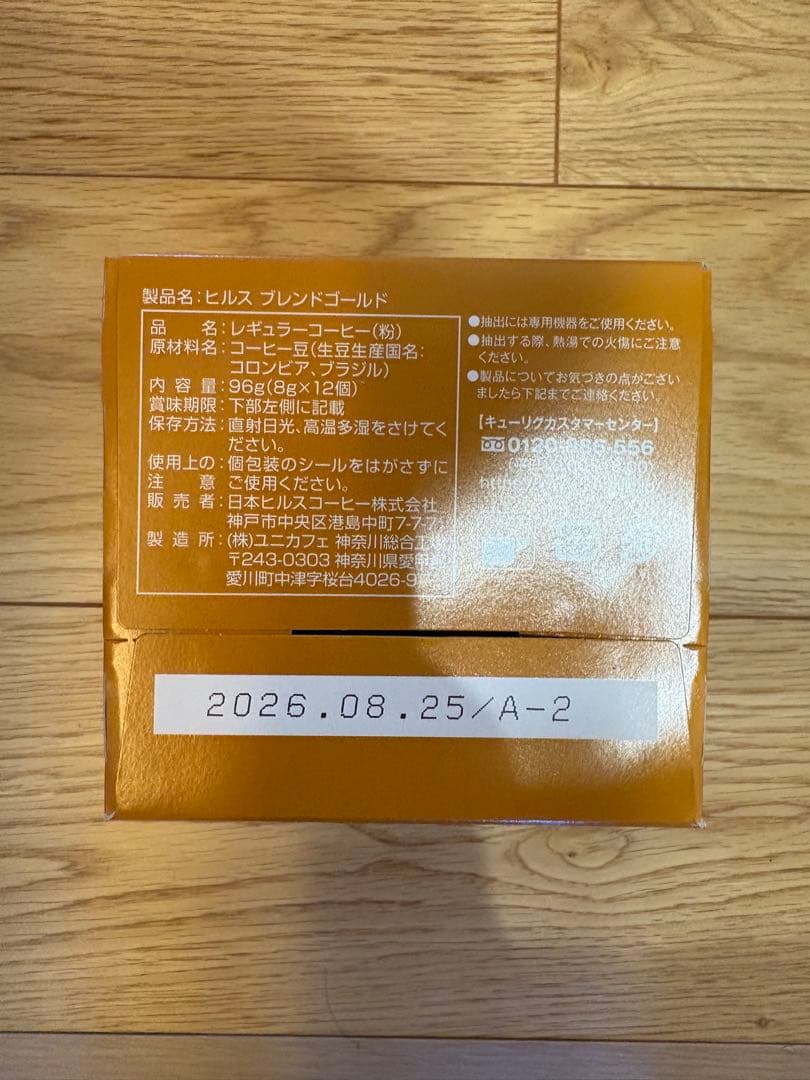 製品名：ヒルス ブレンドゴールド
品名：レギュラーコーヒー（粉）
原材料名：コーヒー豆（生豆生産国名：
コロンビア、ブラジル）
内容量：96g（8g×12個）
賞味期限：下部左側に記載
保存方法：直射日光、高温多湿をさけてく
ださい。
使用上の：個包装のシールをはがさずに
注意 ご使用ください。
販売者：日本ヒルスコーヒー株式会社
神戸市中央区港島中町7-7-7
製造所：（株）ユニカフェ 神奈川総合工
〒243-0303 神奈川県愛甲
愛川町中津字桜台4026-9
●抽出には専用機器をご使用ください。
●抽出する際、熱湯での火傷にご注意
ください。
●製品についてお気づきの点がござい
ましたら下記までご連絡ください。
【キューリグカスタマーセンター】
2026.08.25/A-2